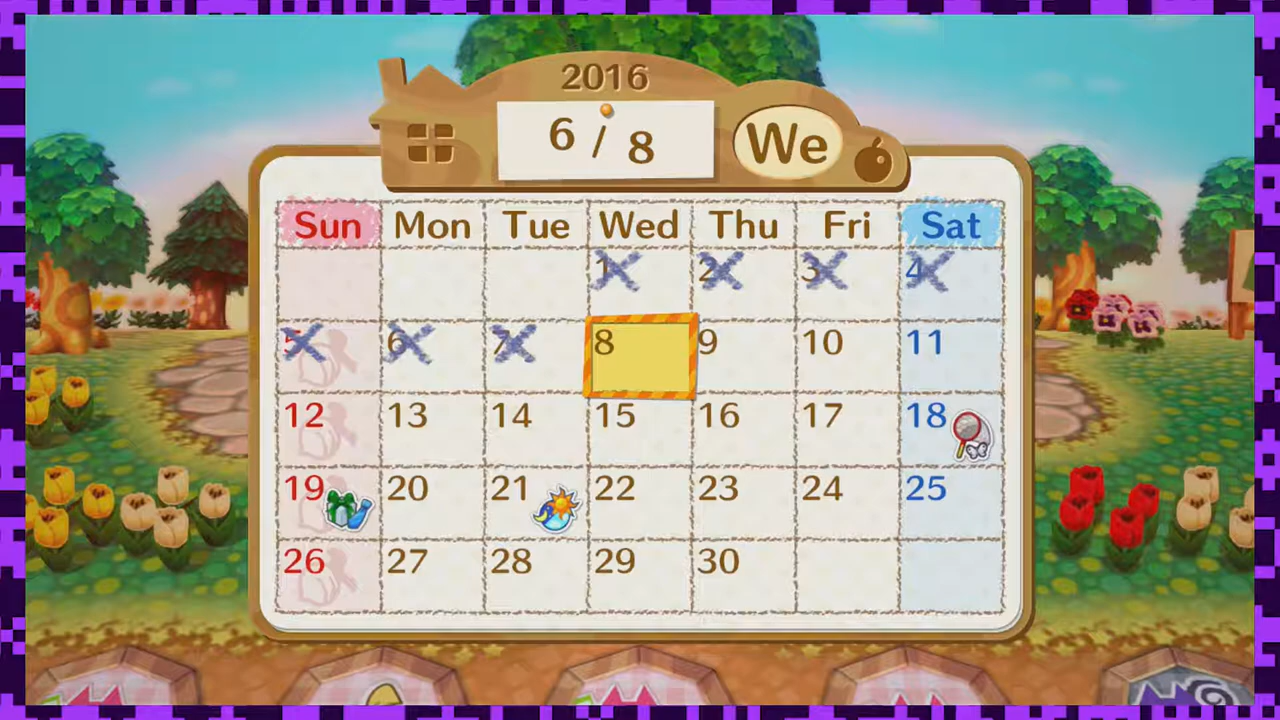 2016
6 / 8 We
Sun Mon Tue Wed Thu Fri Sat
1 2 3 4
5 6 7 8 9 10 11
12 13 14 15 16 17 18
19 20 21 22 23 24 25
26 27 28 29 30